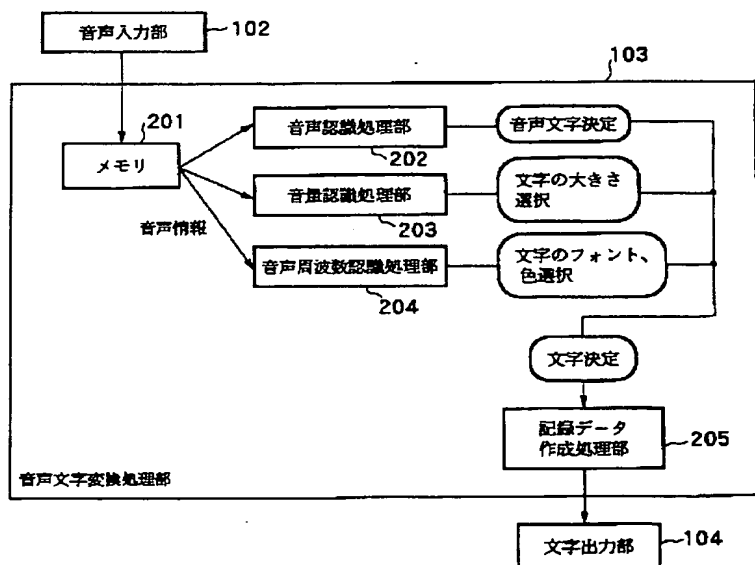 音声入力部
102
103
201
メモリ
音声情報
音声認識処理部
202
音声文字決定
音量認識処理部
203
文字の大きさ
選択
音声周波数認識処理部
204
文字のフォント、
色選択
文字決定
記録データ
作成処理部
205
音声文字変換処理部
文字出力部
104